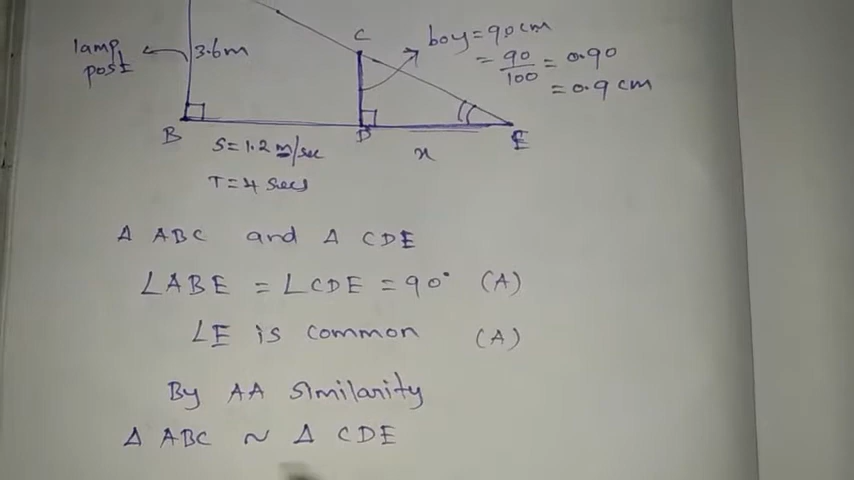 C
boy = 90 cm
lamp post
3.6m
= 90/100 = 0.90
= 0.9 cm
B
D
E
S = 1.2 m/sec
x
T = 4 secs
Δ ABC and Δ CDE
∠ABE = ∠CDE = 90° (A)
∠E is common (A)
By AA Similarity
Δ ABC ~ Δ CDE